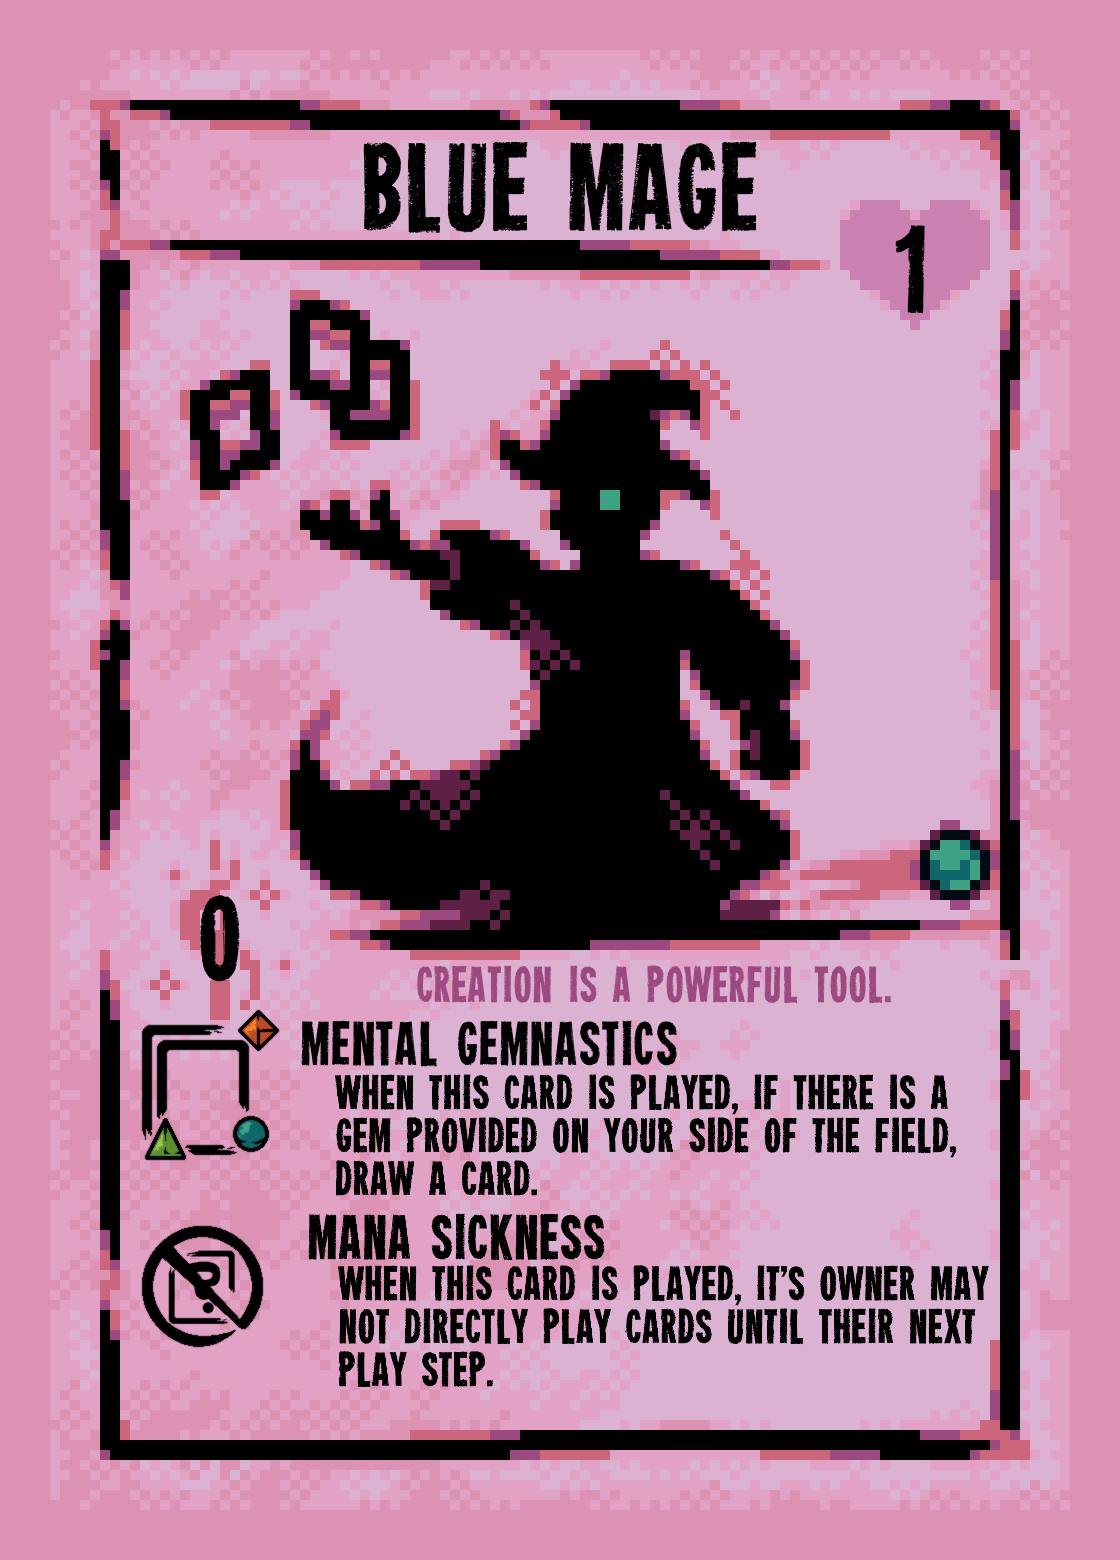 BLUE MAGE
1
0
CREATION IS A POWERFUL TOOL.
MENTAL GEMNASTICS
WHEN THIS CARD IS PLAYED, IF THERE IS A
GEM PROVIDED ON YOUR SIDE OF THE FIELD,
DRAW A CARD.
MANA SICKNESS
WHEN THIS CARD IS PLAYED, IT'S OWNER MAY
NOT DIRECTLY PLAY CARDS UNTIL THEIR NEXT
PLAY STEP.